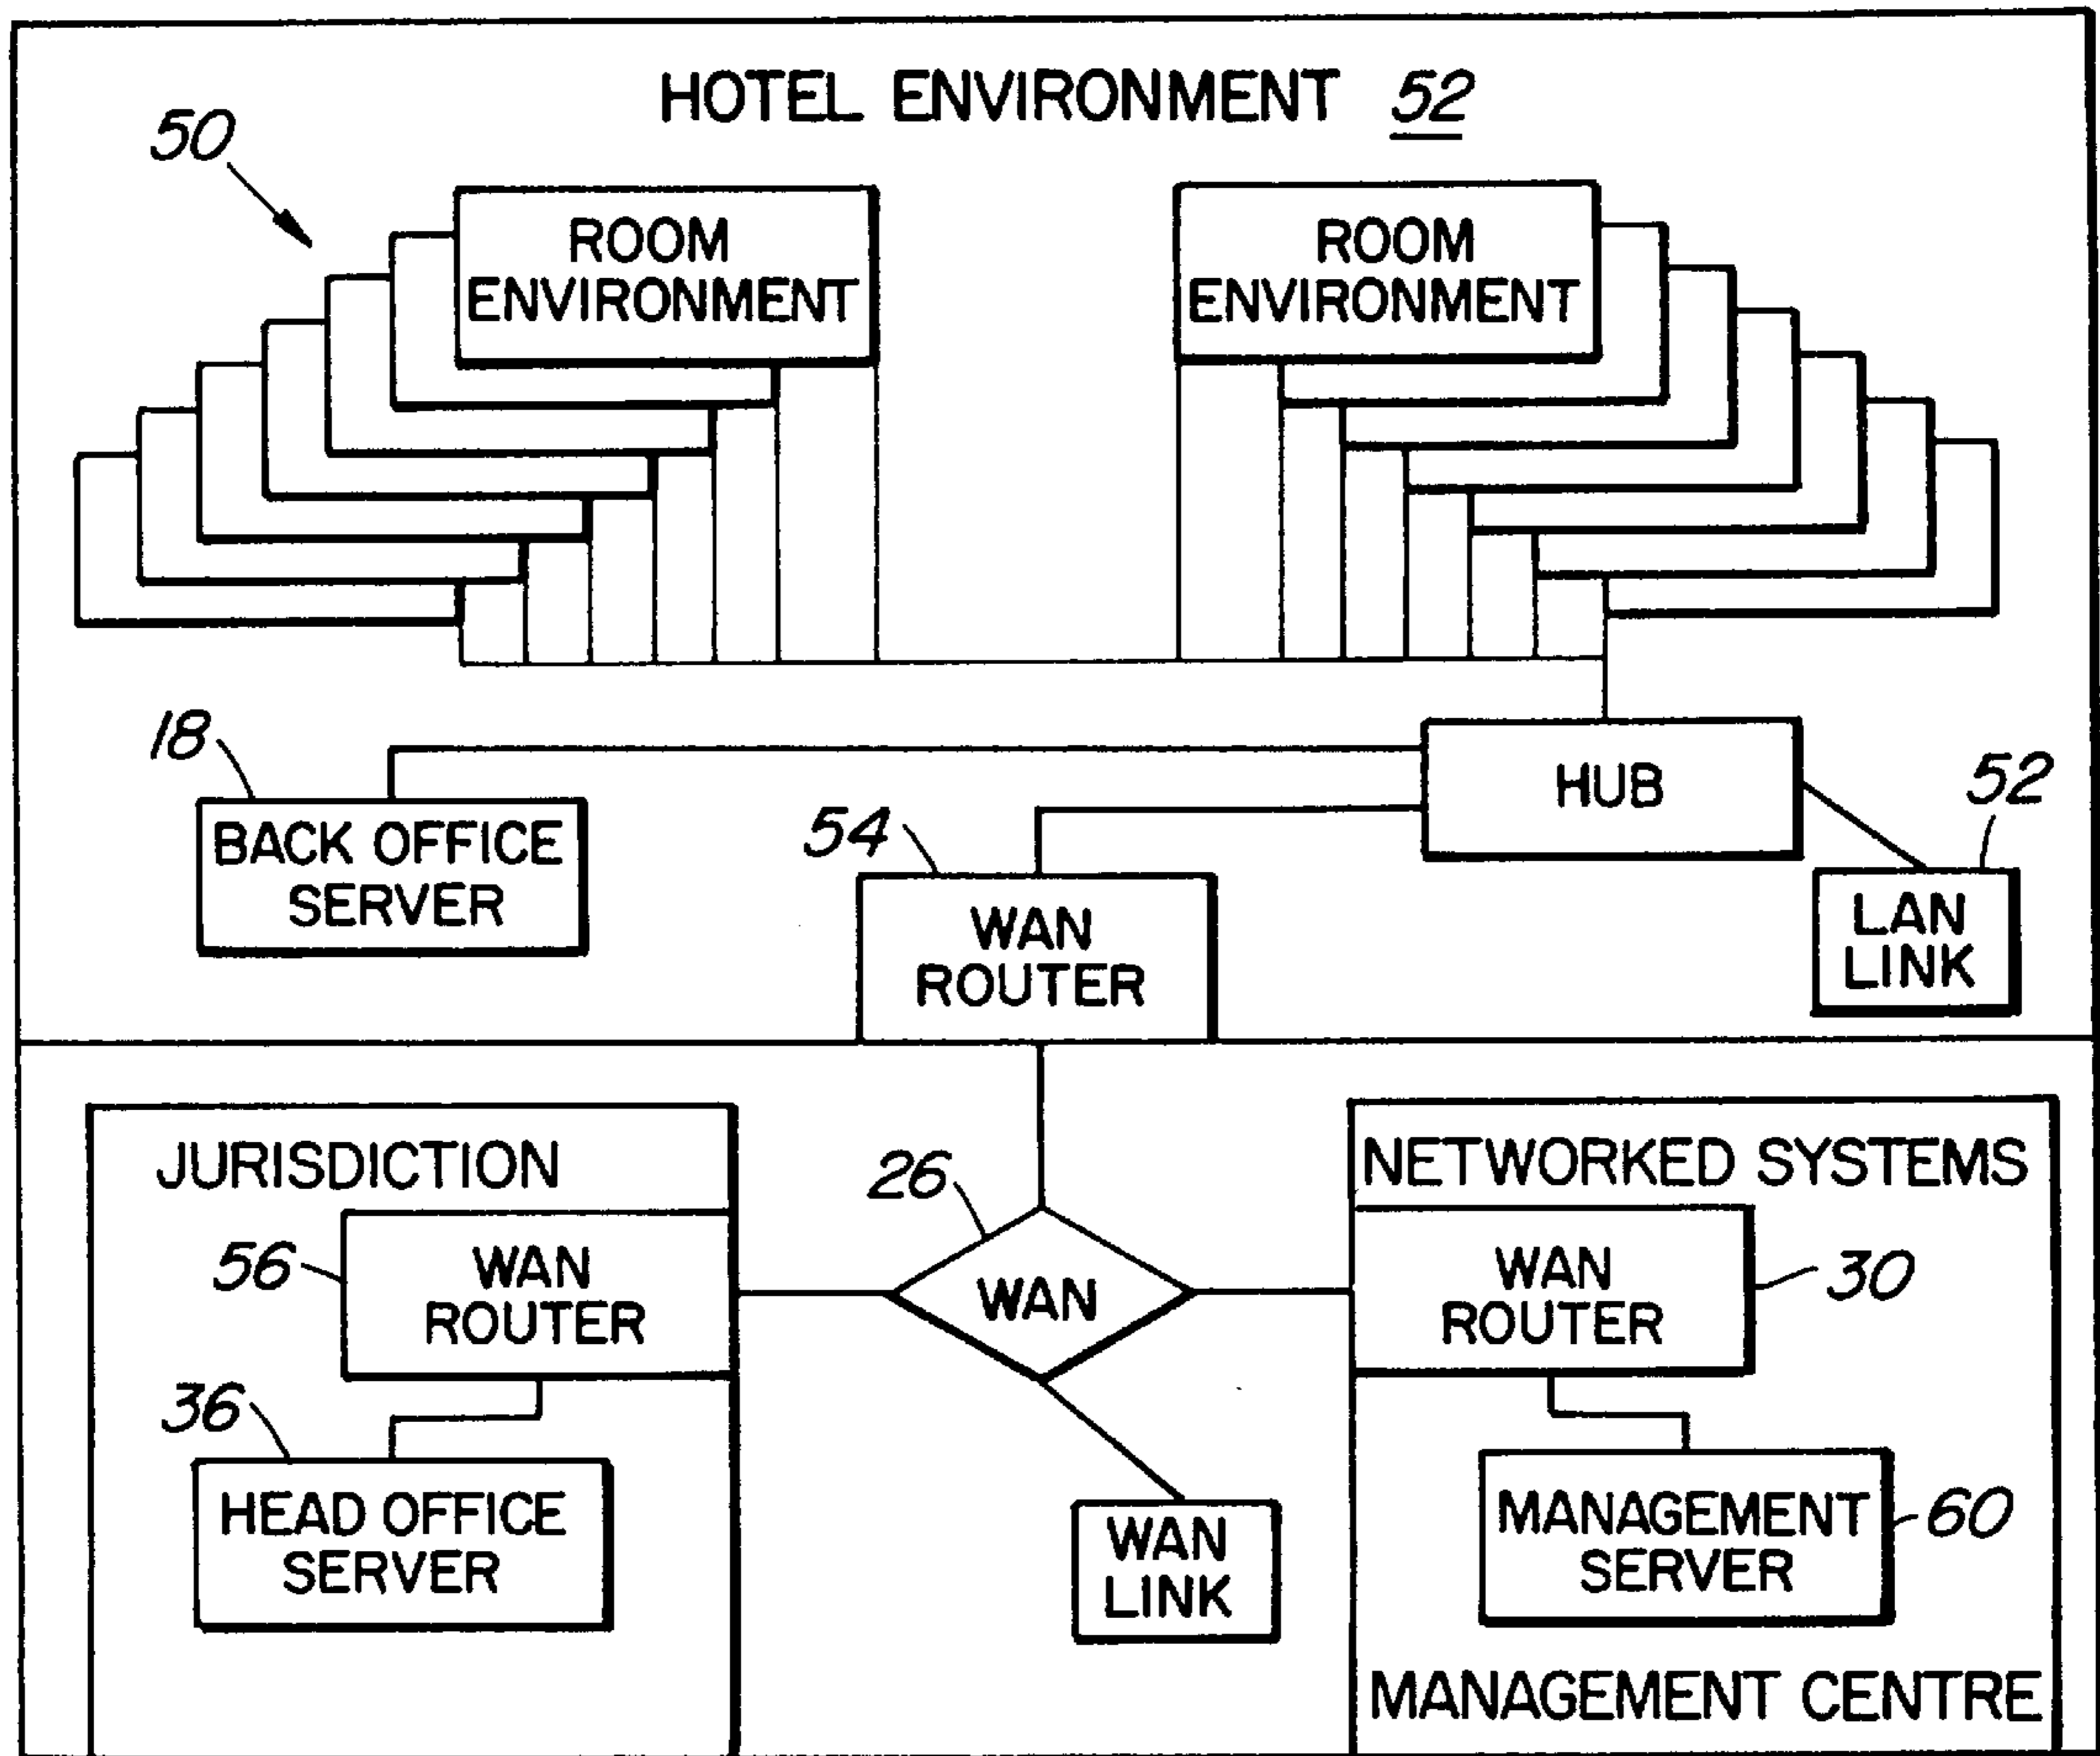 HOTEL ENVIRONMENT 52
50
ROOM
ENVIRONMENT
ROOM
ENVIRONMENT
18
BACK OFFICE
SERVER
HUB
52
LAN
LINK
54
WAN
ROUTER
JURISDICTION
56
WAN
ROUTER
36
HEAD OFFICE
SERVER
26
WAN
WAN
LINK
NETWORKED SYSTEMS
WAN
ROUTER
30
MANAGEMENT
SERVER
60
MANAGEMENT CENTRE